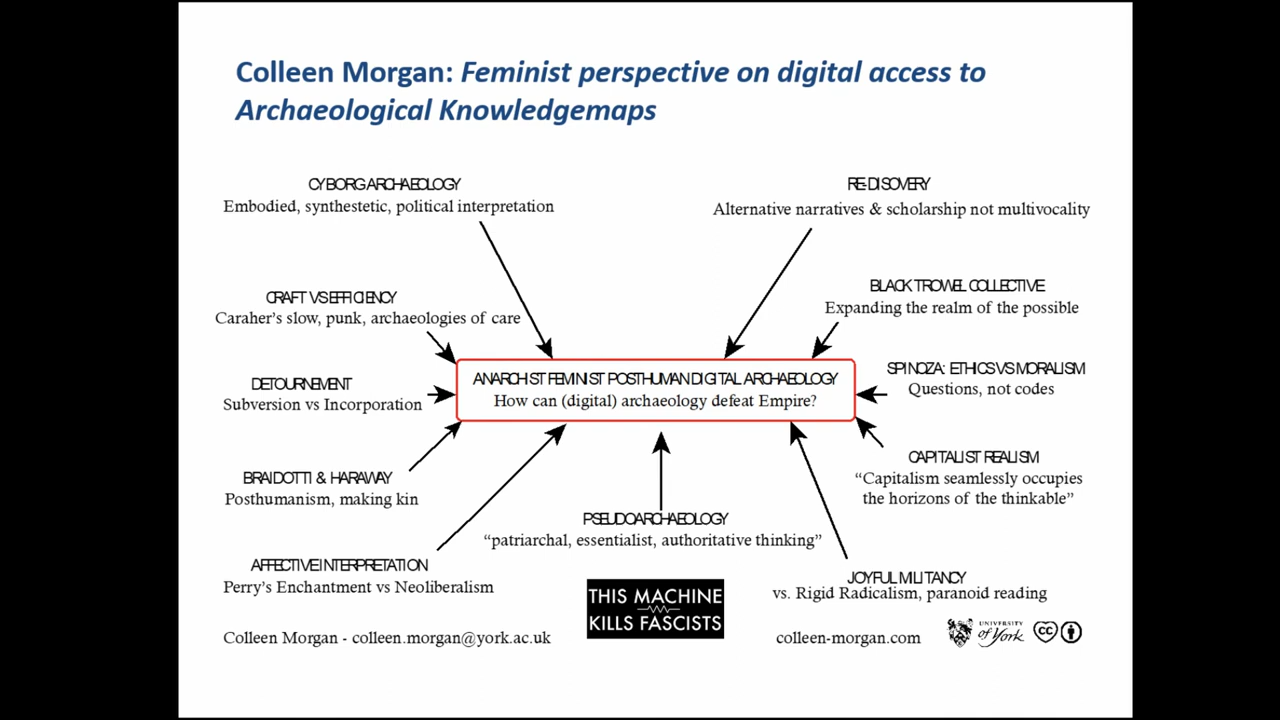 Colleen Morgan: Feminist perspective on digital access to
Archaeological Knowledgemaps
CYBORG ARCHAEOLOGY
Embodied, synthestetic, political interpretation
RE-DISOVERY
Alternative narratives & scholarship not multivocality
CRAFT VS EFFICIENCY
Caraher's slow, punk, archaeologies of care
BLACK TROWEL COLLECTIVE
Expanding the realm of the possible
ANARCHIST FEMINIST POSTHUMAN DIGITAL ARCHAEOLOGY
How can (digital) archaeology defeat Empire?
DETOURNEMENT
Subversion vs Incorporation
SPINOZA: ETHICS VS MORALISM
Questions, not codes
BRAIDOTTI & HARAWAY
Posthumanism, making kin
CAPITALIST REALISM
“Capitalism seamlessly occupies
the horizons of the thinkable”
PSEUDOARCHAEOLOGY
“patriarchal, essentialist, authoritative thinking”
AFFECTIVE INTERPRETATION
Perry's Enchantment vs Neoliberalism
JOYFUL MILITANCY
vs. Rigid Radicalism, paranoid reading
THIS MACHINE
KILLS FASCISTS
Colleen Morgan - colleen.morgan@york.ac.uk
colleen-morgan.com
UNIVERSITY
of York
cc